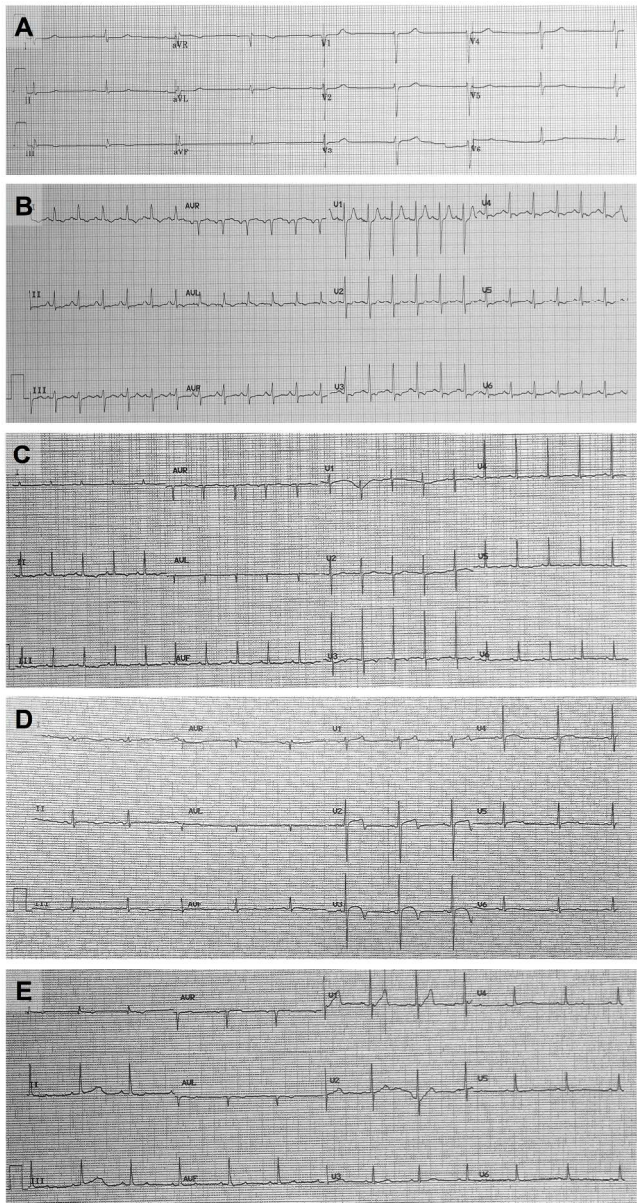 A
aVR V1 V4
II aVL V2 V5
III aVF V3 V6
B
I AUR U1 U4
II AUL U2 U5
III AUF U3 U6
C
AUR U1 U4
II AUL U2 U5
III AUF U3 U6
D
AUR U1 U4
II AUL U2 U5
III AUF U3 U6
E
AUR U1 U4
II AUL U2 U5
III AUF U3 U6